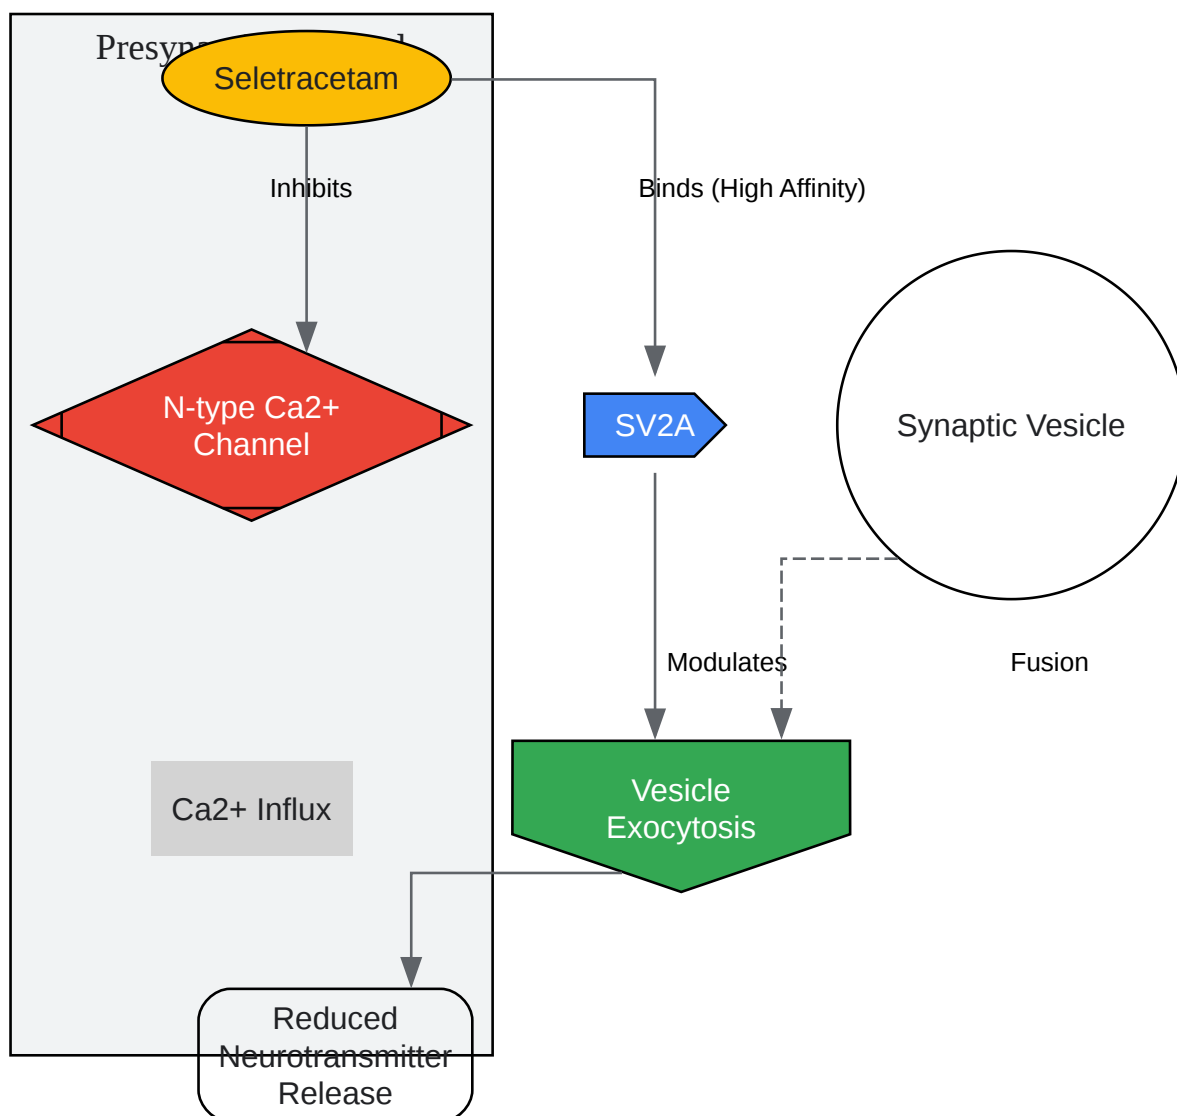 Seletracetam
Inhibits
Binds (High Affinity)
N-type Ca2+
Channel
SV2A
Synaptic Vesicle
Modulates
Fusion
Ca2+ Influx
Vesicle
Exocytosis
Reduced
Neurotransmitter
Release